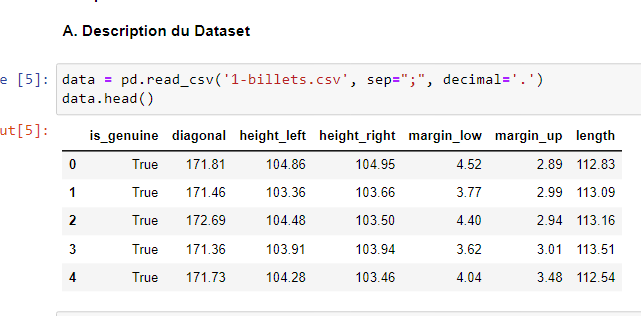 A. Description du Dataset
e [5]: data = pd.read_csv('1-billets.csv', sep=";", decimal='.')
data.head()
ut[5]:
is_genuine diagonal height_left height_right margin_low margin_up length
0 True 171.81 104.86 104.95 4.52 2.89 112.83
1 True 171.46 103.36 103.66 3.77 2.99 113.09
2 True 172.69 104.48 103.50 4.40 2.94 113.16
3 True 171.36 103.91 103.94 3.62 3.01 113.51
4 True 171.73 104.28 103.46 4.04 3.48 112.54